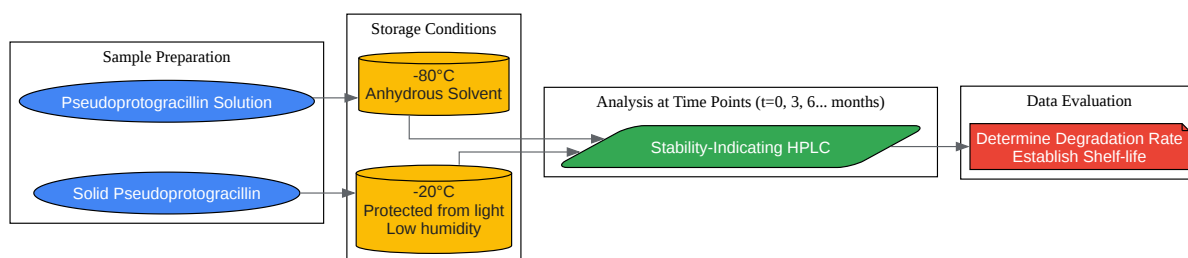 Sample Preparation
Pseudoprotogracillin Solution
Solid Pseudoprotogracillin
Storage Conditions
-80°C
Anhydrous Solvent
-20°C
Protected from light
Low humidity
Analysis at Time Points (t=0, 3, 6... months)
Stability-Indicating HPLC
Data Evaluation
Determine Degradation Rate
Establish Shelf-life